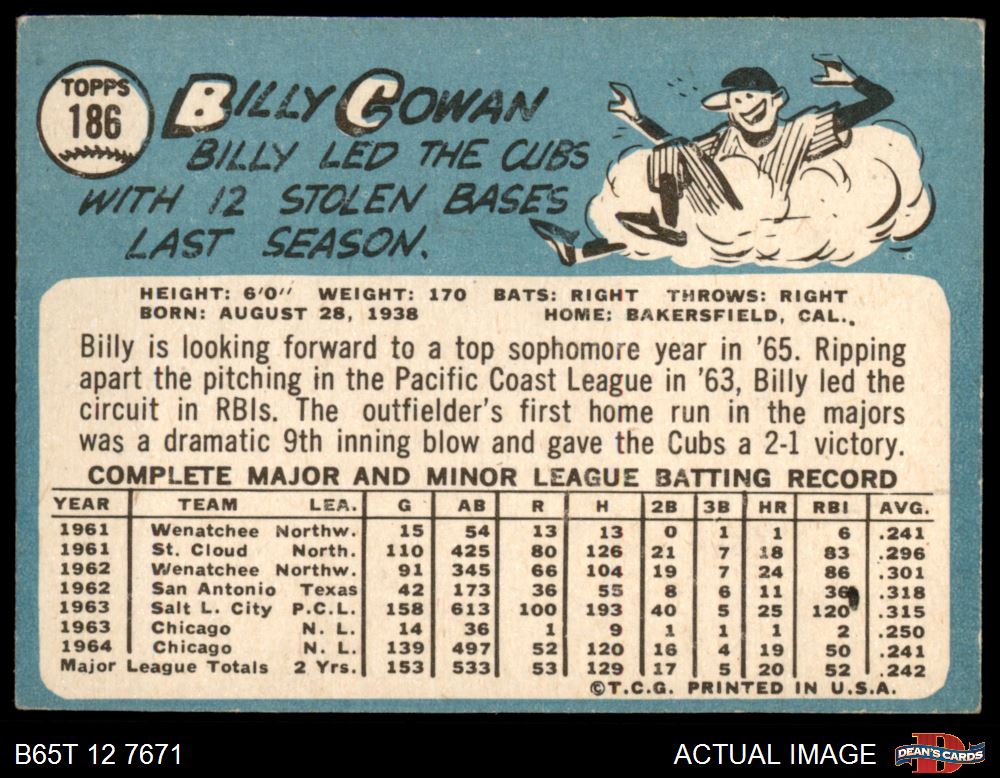 TOPPS
186
BILLY COWAN
BILLY LED THE CUBS
WITH 12 STOLEN BASES
LAST SEASON.
HEIGHT: 6'0" WEIGHT: 170 BATS: RIGHT THROWS: RIGHT
BORN: AUGUST 28, 1938 HOME: BAKERSFIELD, CAL.
Billy is looking forward to a top sophomore year in '65. Ripping
apart the pitching in the Pacific Coast League in '63, Billy led the
circuit in RBIs. The outfielder's first home run in the majors
was a dramatic 9th inning blow and gave the Cubs a 2-1 victory.
COMPLETE MAJOR AND MINOR LEAGUE BATTING RECORD
YEAR TEAM LEA. G AB R H 2B 3B HR RBI AVG.
1961 Wenatchee Northw. 15 54 13 13 0 1 1 6 .241
1961 St. Cloud North. 110 425 80 126 21 7 18 83 .296
1962 Wenatchee Northw. 91 345 66 104 19 7 24 86 .301
1962 San Antonio Texas 42 173 36 55 8 6 11 36 .318
1963 Salt L. City P.C.L. 158 613 100 193 40 5 25 120 .315
1963 Chicago N. L. 14 36 1 9 1 1 1 2 .250
1964 Chicago N. L. 139 497 52 120 16 4 19 50 .241
Major League Totals 2 Yrs. 153 533 53 129 17 5 20 52 .242
©T.C.G. PRINTED IN U.S.A.
B65T 12 7671 ACTUAL IMAGE DEAN'S CARDS